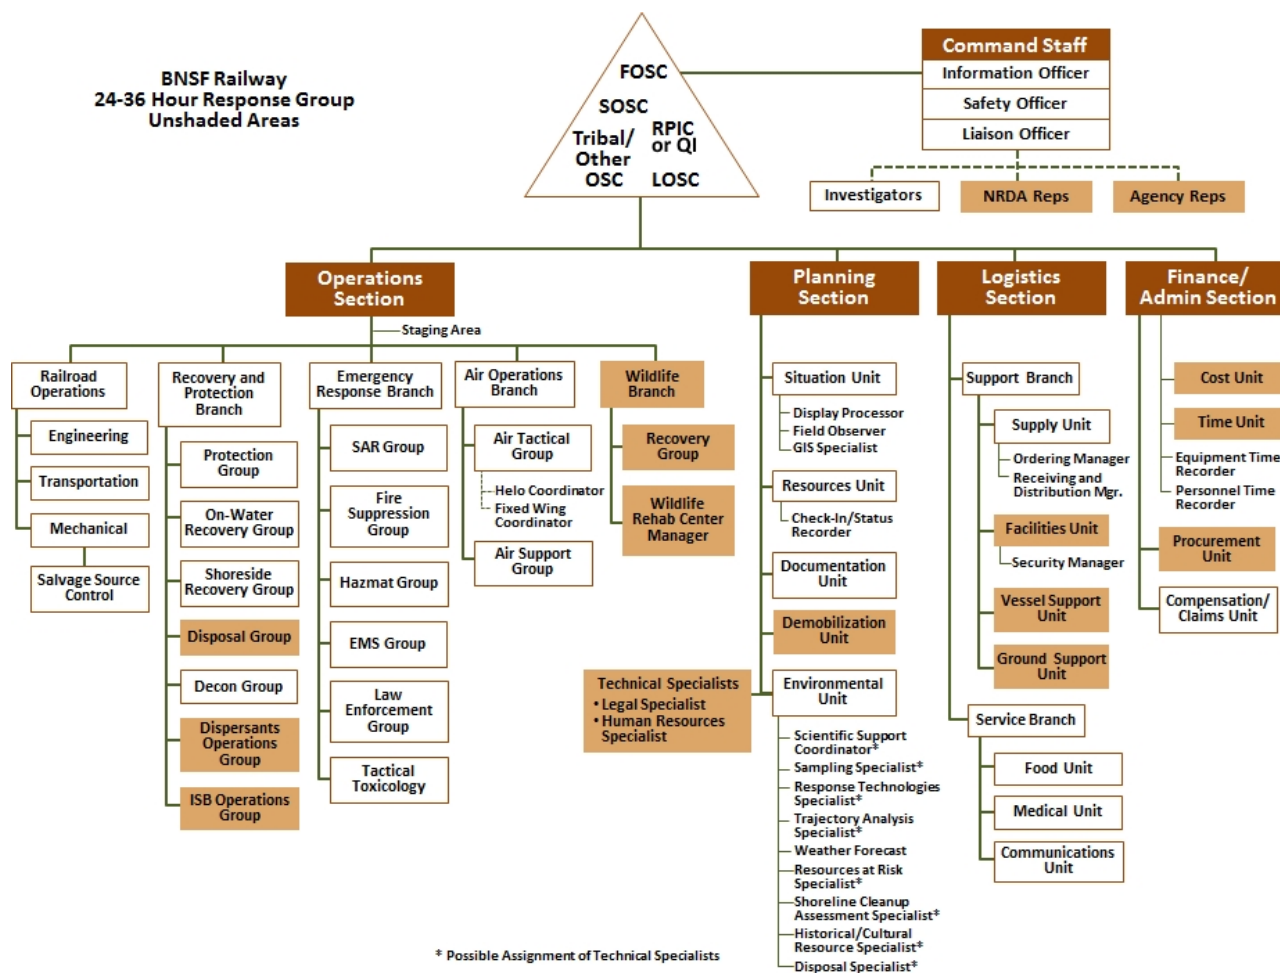 BNSF Railway
24-36 Hour Response Group
Unshaded Areas
FOSC
SOSC
Tribal/
Other
OSC
RPIC
or QI
LOSC
Command Staff
Information Officer
Safety Officer
Liaison Officer
Investigators
NRDA Reps
Agency Reps
Operations
Section
Staging Area
Railroad
Operations
Engineering
Transportation
Mechanical
Salvage Source
Control
Recovery and
Protection
Branch
Protection
Group
On-Water
Recovery Group
Shoreside
Recovery Group
Disposal Group
Decon Group
Dispersants
Operations
Group
ISB Operations
Group
Emergency
Response Branch
SAR Group
Fire
Suppression
Group
Hazmat Group
EMS Group
Law
Enforcement
Group
Tactical
Toxicology
Air Operations
Branch
Air Tactical
Group
Helo Coordinator
Fixed Wing
Coordinator
Air Support
Group
Wildlife
Branch
Recovery
Group
Wildlife
Rehab Center
Manager
Planning
Section
Situation Unit
Display Processor
Field Observer
GIS Specialist
Resources Unit
Check-In/Status
Recorder
Documentation
Unit
Demobilization
Unit
Technical Specialists
• Legal Specialist
• Human Resources
Specialist
Environmental
Unit
Scientific Support
Coordinator*
Sampling Specialist*
Response Technologies
Specialist*
Trajectory Analysis
Specialist*
Weather Forecast
Resources at Risk
Specialist*
Shoreline Cleanup
Assessment Specialist*
Historical/Cultural
Resource Specialist*
Disposal Specialist*
Logistics
Section
Support Branch
Supply Unit
Ordering Manager
Receiving and
Distribution Mgr.
Facilities Unit
Security Manager
Vessel Support
Unit
Ground Support
Unit
Service Branch
Food Unit
Medical Unit
Communications
Unit
Finance/
Admin Section
Cost Unit
Time Unit
Equipment Time
Recorder
Personnel Time
Recorder
Procurement
Unit
Compensation/
Claims Unit
* Possible Assignment of Technical Specialists